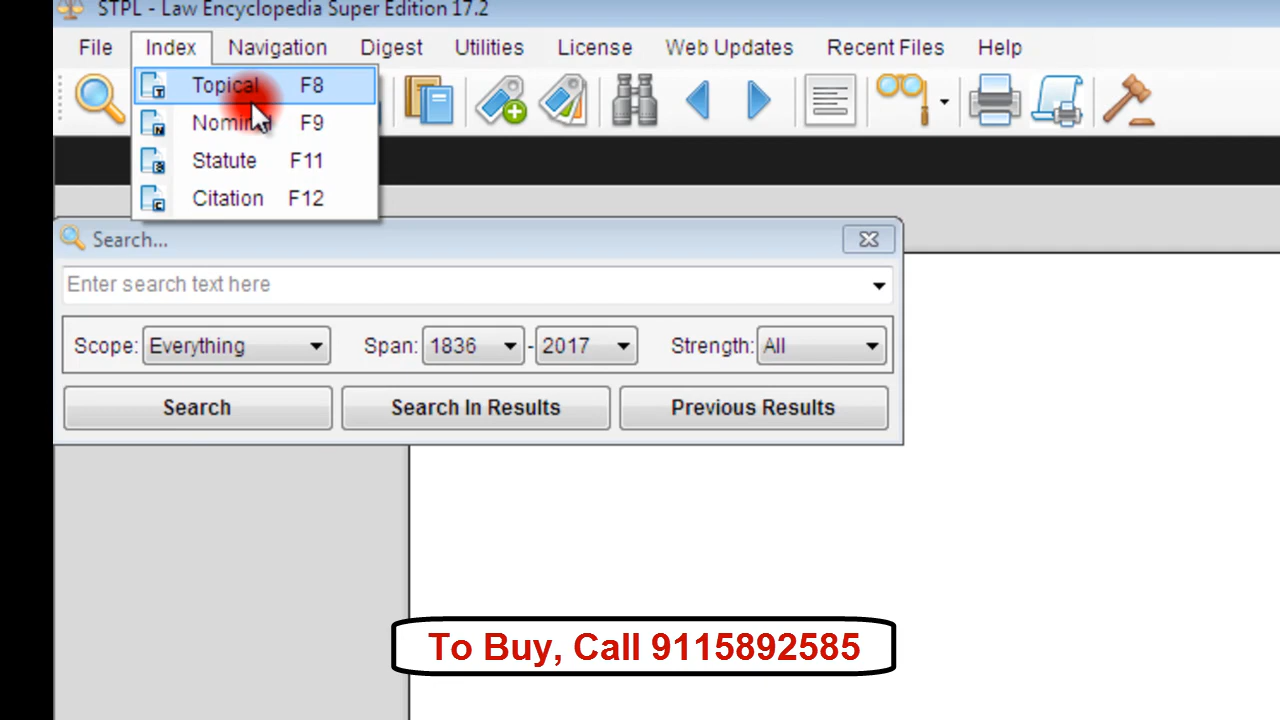 STPL - Law Encyclopedia Super Edition 17.2
File Index Navigation Digest Utilities License Web Updates Recent Files Help
Topical F8
F9
Statute F11
Citation F12
Search...
Enter search text here
Scope: Everything Span: 1836 - 2017 Strength: All
Search Search In Results Previous Results
To Buy, Call 9115892585